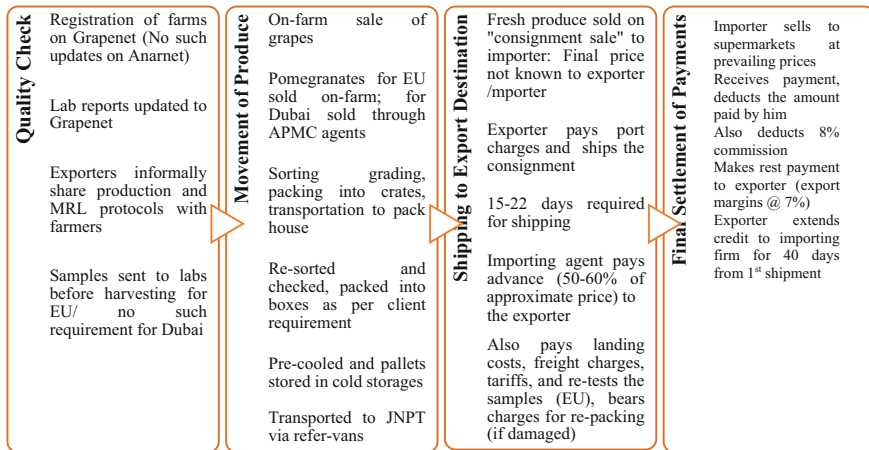 Quality Check
Registration of farms
on Grapenet (No such
updates on Anarnet)
Lab reports updated to
Grapenet
Exporters informally
share production and
MRL protocols with
farmers
Samples sent to labs
before harvesting for
EU/ no such
requirement for Dubai
Movement of Produce
On-farm sale of
grapes
Pomegranates for EU
sold on-farm; for
Dubai sold through
APMC agents
Sorting grading,
packing into crates,
transportation to pack
house
Re-sorted and
checked, packed into
boxes as per client
requirement
Pre-cooled and pallets
stored in cold storages
Transported to JNPT
via refer-vans
Shipping to Export Destination
Fresh produce sold on
"consignment sale" to
importer: Final price
not known to exporter
/mporter
Exporter pays port
charges and ships the
consignment
15-22 days required
for shipping
Importing agent pays
advance (50-60% of
approximate price) to
the exporter
Also pays landing
costs, freight charges,
tariffs, and re-tests the
samples (EU), bears
charges for re-packing
(if damaged)
Final Settlement of Payments
Importer sells to
supermarkets at
prevailing prices
Receives payment,
deducts the amount
paid by him
Also deducts 8%
commission
Makes rest payment
to exporter (export
margins @ 7%)
Exporter extends
credit to importing
firm for 40 days
from 1st shipment